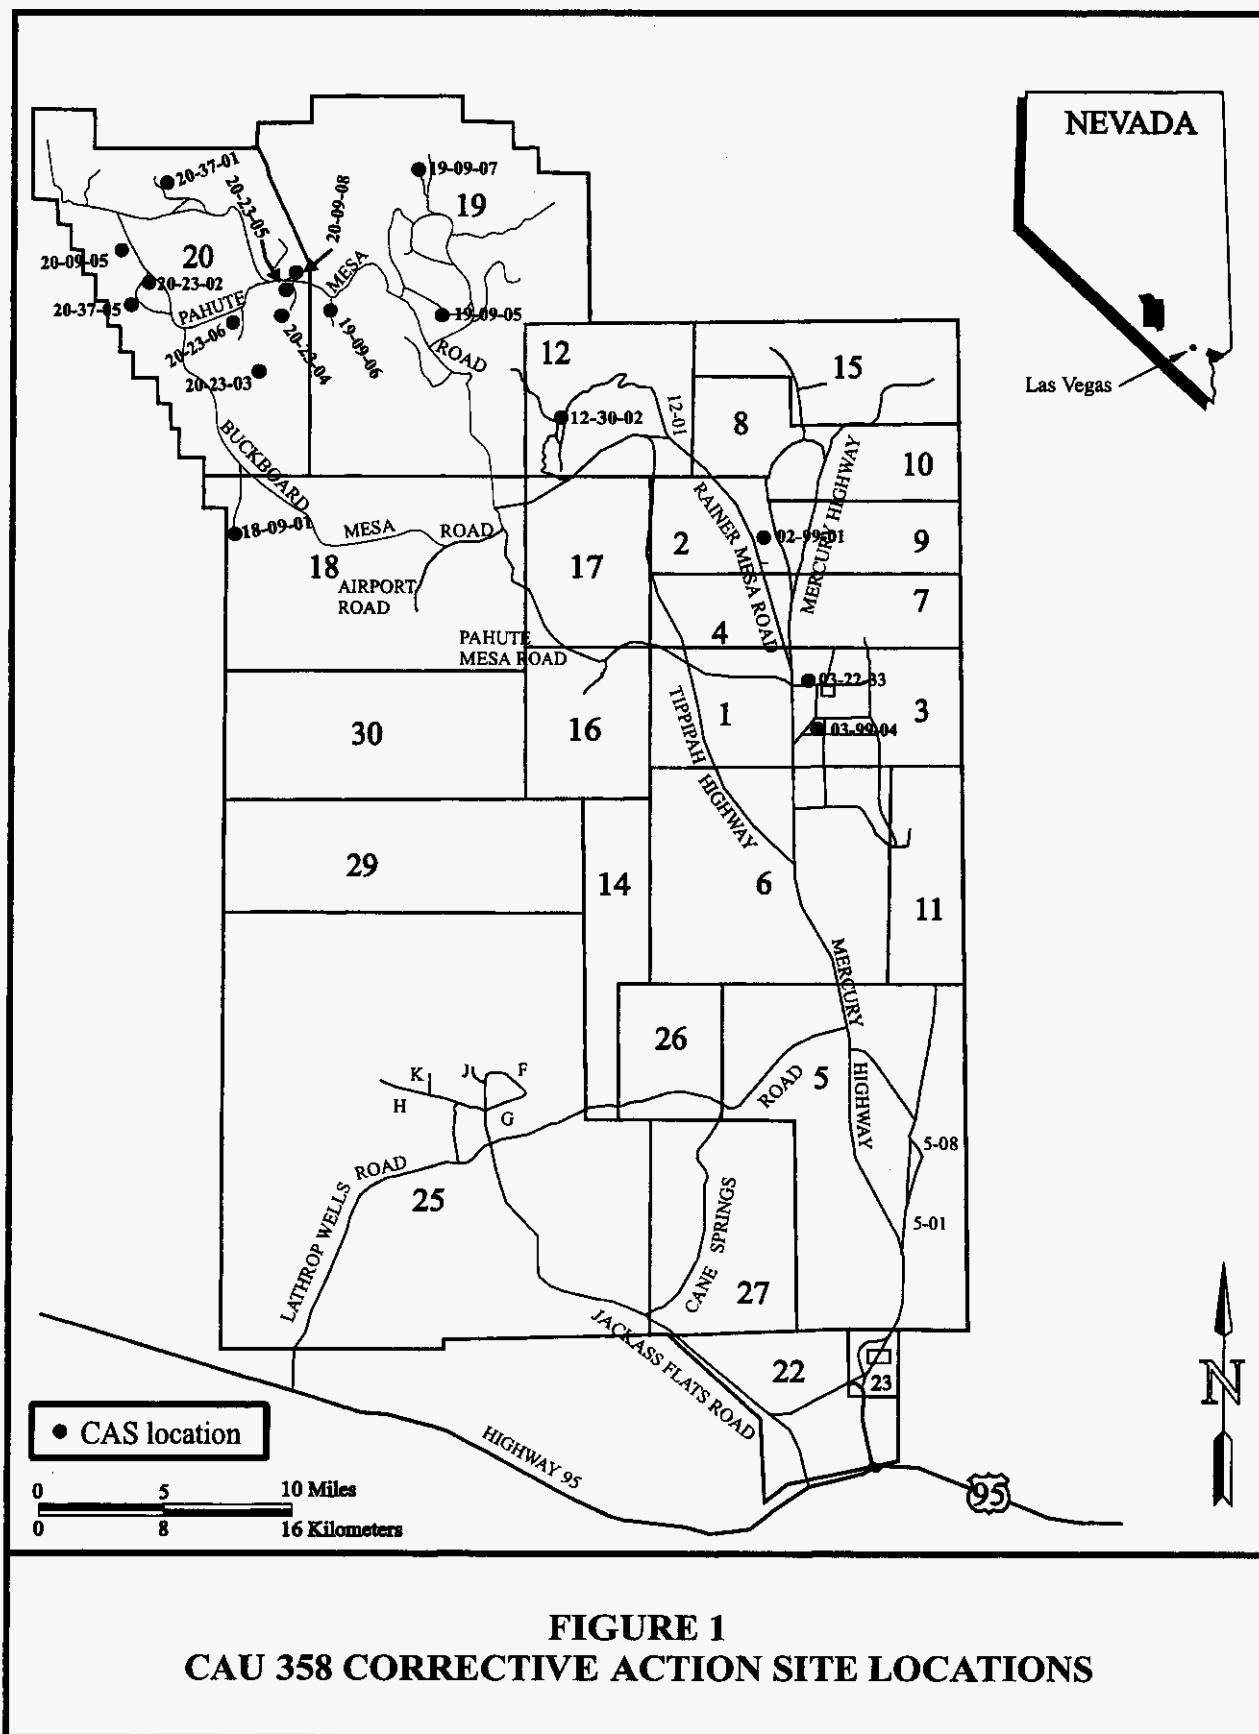 NEVADA
Las Vegas
20-37-01
20-23-05
20-09-08
19-09-07
19
20
20-09-05
20-23-02
20-37-05
PAHUTE
MESA
ROAD
20-23-06
20-23-04
19-09-06
19-09-05
20-23-03
12
15
12-30-02
12-01
8
10
BUCKBOARD
MESA
ROAD
18-09-01
18
AIRPORT
ROAD
17
2
RAINER MESA ROAD
02-99-01
MERCURY HIGHWAY
9
7
4
PAHUTE
MESA ROAD
03-22-33
30
16
TIPPIPAH
HIGHWAY
1
3
03-99-04
29
14
6
11
MERCURY
HIGHWAY
26
ROAD
5
K
J
F
H
G
5-08
LATHROP WELLS
ROAD
25
CANE
SPRINGS
5-01
27
JACKASS FLATS ROAD
22
23
CAS location
HIGHWAY 95
95
N
0 5 10 Miles
0 8 16 Kilometers
FIGURE 1
CAU 358 CORRECTIVE ACTION SITE LOCATIONS